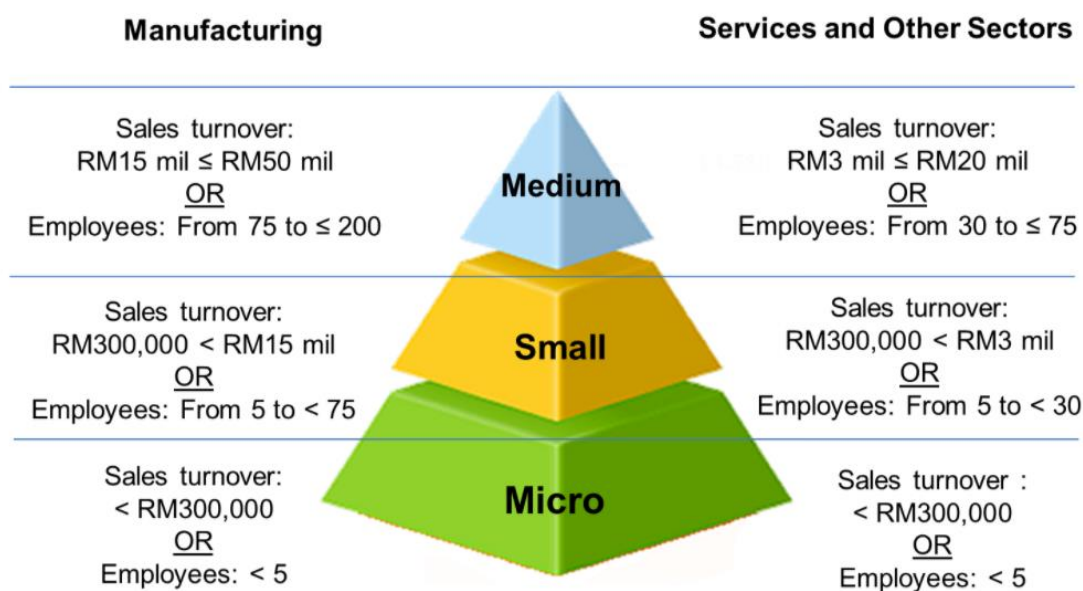 Manufacturing
Services and Other Sectors
Sales turnover:
RM15 mil ≤ RM50 mil
OR
Employees: From 75 to ≤ 200
Medium
Sales turnover:
RM3 mil ≤ RM20 mil
OR
Employees: From 30 to ≤ 75
Sales turnover:
RM300,000 < RM15 mil
OR
Employees: From 5 to < 75
Small
Sales turnover:
RM300,000 < RM3 mil
OR
Employees: From 5 to < 30
Sales turnover:
< RM300,000
OR
Employees: < 5
Micro
Sales turnover :
< RM300,000
OR
Employees: < 5